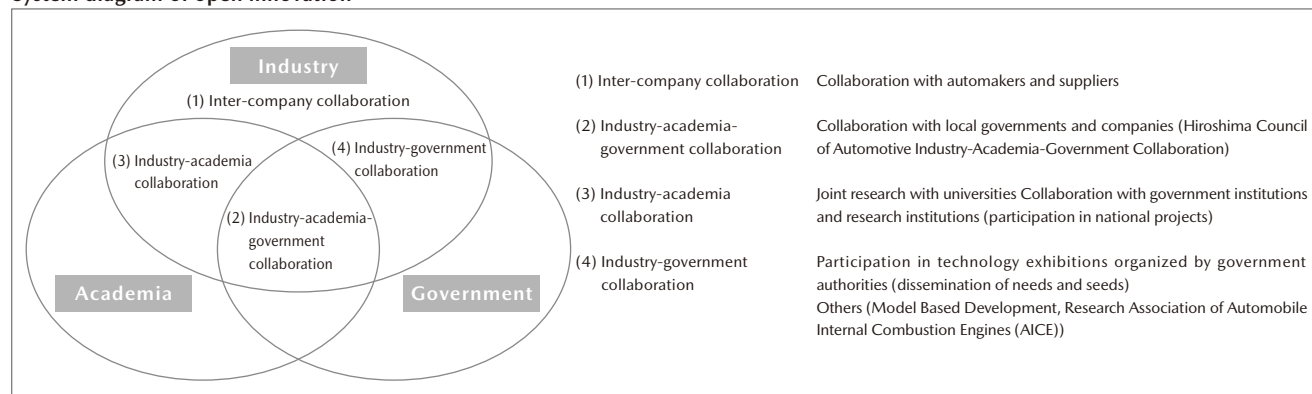 System diagram of open innovation
Industry
(1) Inter-company collaboration
(3) Industry-academia
collaboration
(4) Industry-government
collaboration
(2) Industry-academia-
government
collaboration
Academia
Government
(1) Inter-company collaboration
Collaboration with automakers and suppliers
(2) Industry-academia-
government collaboration
Collaboration with local governments and companies (Hiroshima Council
of Automotive Industry-Academia-Government Collaboration)
(3) Industry-academia
collaboration
Joint research with universities Collaboration with government institutions
and research institutions (participation in national projects)
(4) Industry-government
collaboration
Participation in technology exhibitions organized by government
authorities (dissemination of needs and seeds)
Others (Model Based Development, Research Association of Automobile
Internal Combustion Engines (AICE))